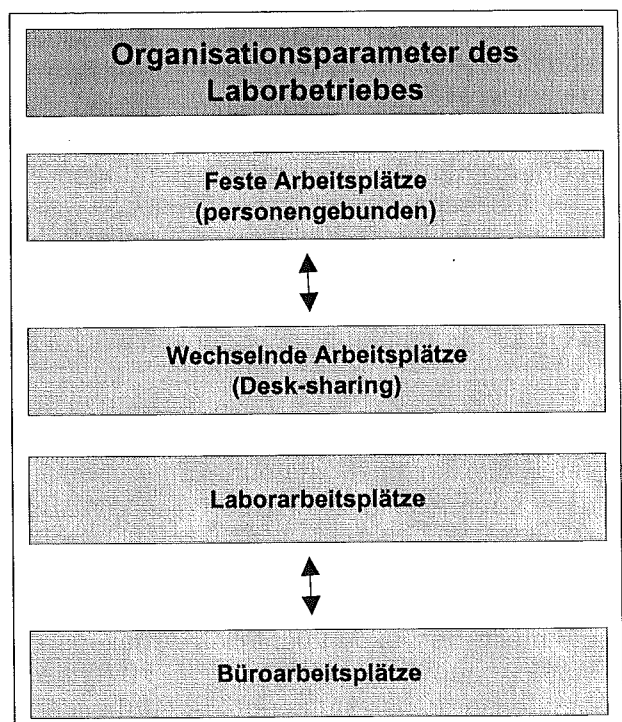 Organisationsparameter des
Laborbetriebes
Feste Arbeitsplätze
(personengebunden)
Wechselnde Arbeitsplätze
(Desk-sharing)
Laborarbeitsplätze
Büroarbeitsplätze